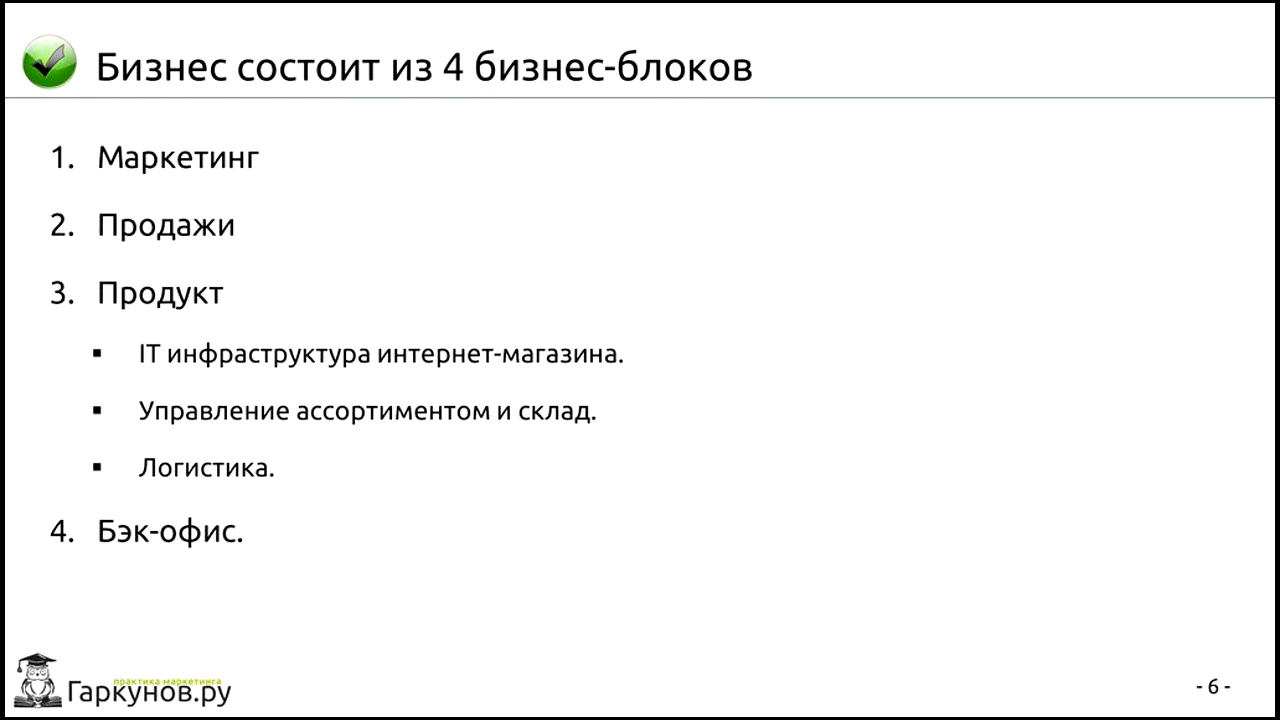 Бизнес состоит из 4 бизнес-блоков
1. Маркетинг
2. Продажи
3. Продукт
▪ IT инфраструктура интернет-магазина.
▪ Управление ассортиментом и склад.
▪ Логистика.
4. Бэк-офис.
практика маркетинга
Гаркунов.ру
- 6 -